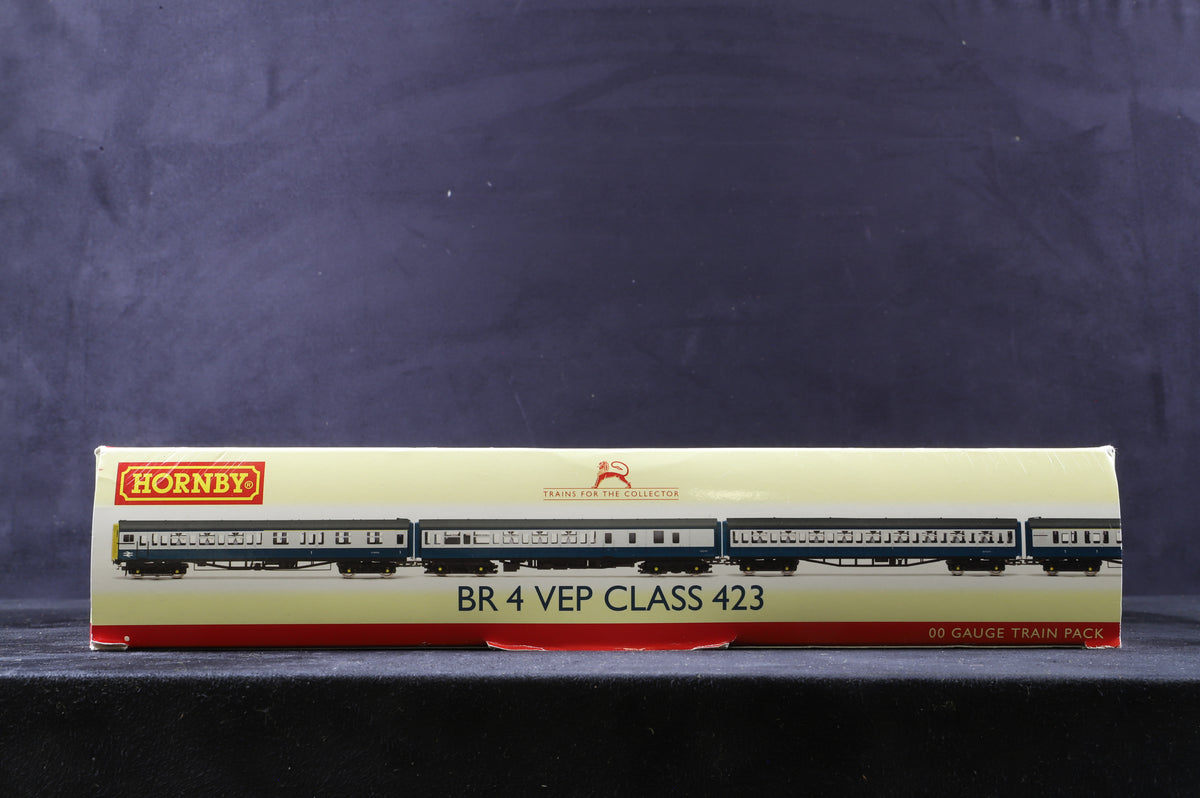 HORNBY®
TRAINS FOR THE COLLECTOR
BR 4 VEP CLASS 423
00 GAUGE TRAIN PACK